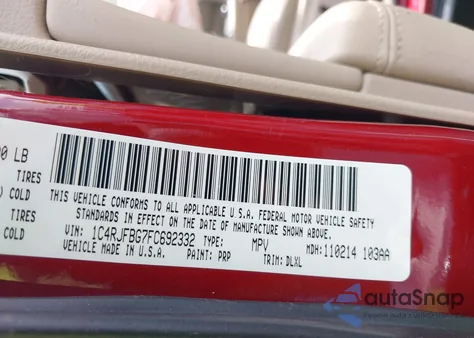 00 LB
TIRES
) COLD
TIRES
COLD
THIS VEHICLE CONFORMS TO ALL APPLICABLE U.S.A. FEDERAL MOTOR VEHICLE SAFETY
STANDARDS IN EFFECT ON THE DATE OF MANUFACTURE SHOWN ABOVE.
VIN: 1C4RJFBG7FC692332 TYPE: MPV MDH:110214 103AA
VEHICLE MADE IN U.S.A. PAINT: PRP TRIM: DLXL
autaSnap